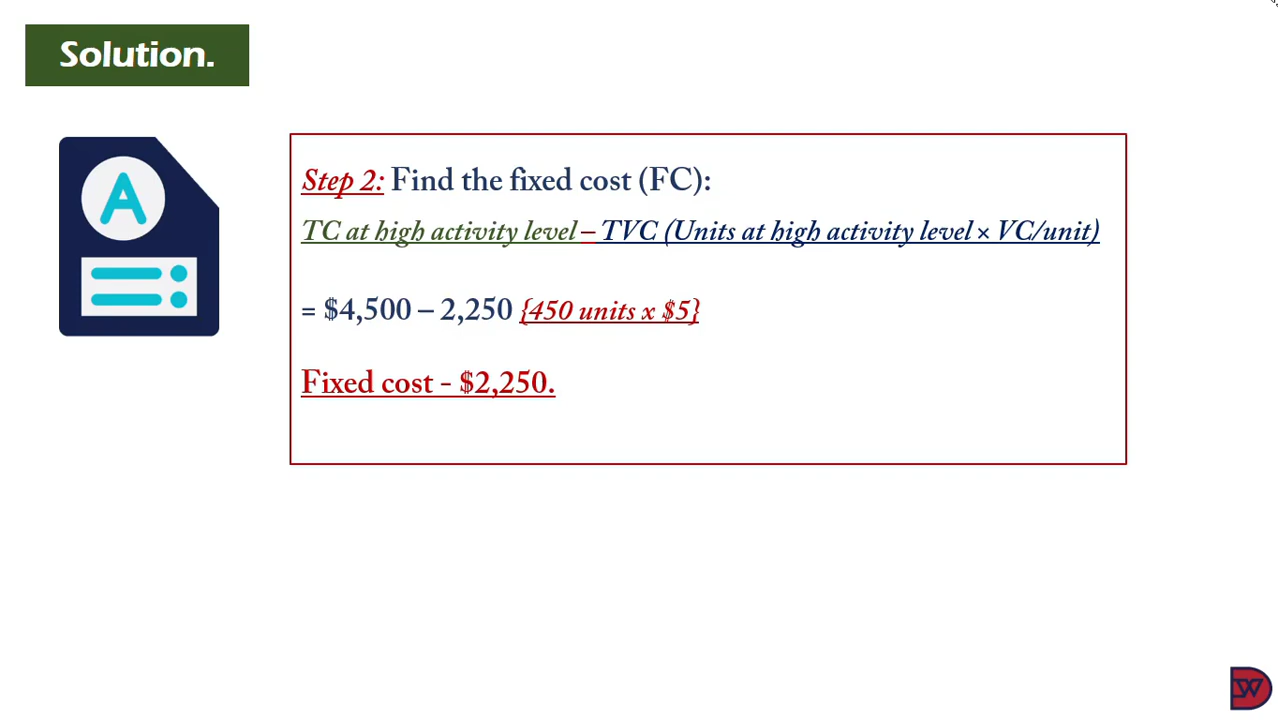 Solution.
A
Step 2: Find the fixed cost (FC):
TC at high activity level – TVC (Units at high activity level × VC/unit)
= $4,500 – 2,250 {450 units x $5}
Fixed cost - $2,250.
DW